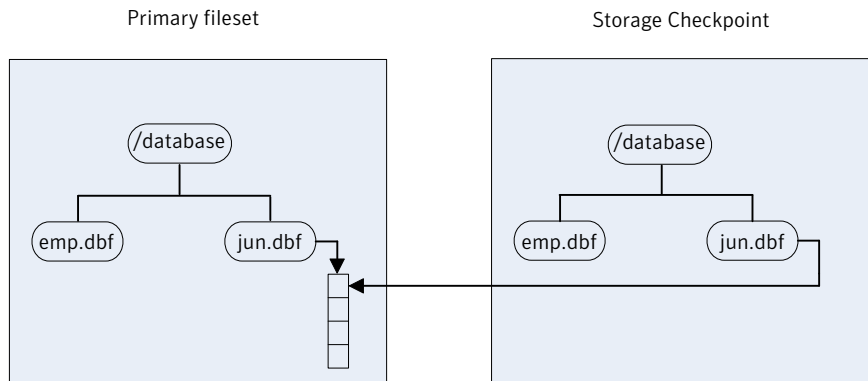 Primary fileset
Storage Checkpoint
/database
/database
emp.dbf
jun.dbf
emp.dbf
jun.dbf